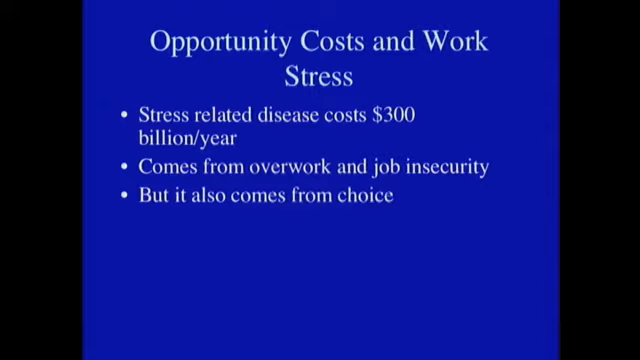 Opportunity Costs and Work
Stress
• Stress related disease costs $300
billion/year
• Comes from overwork and job insecurity
• But it also comes from choice